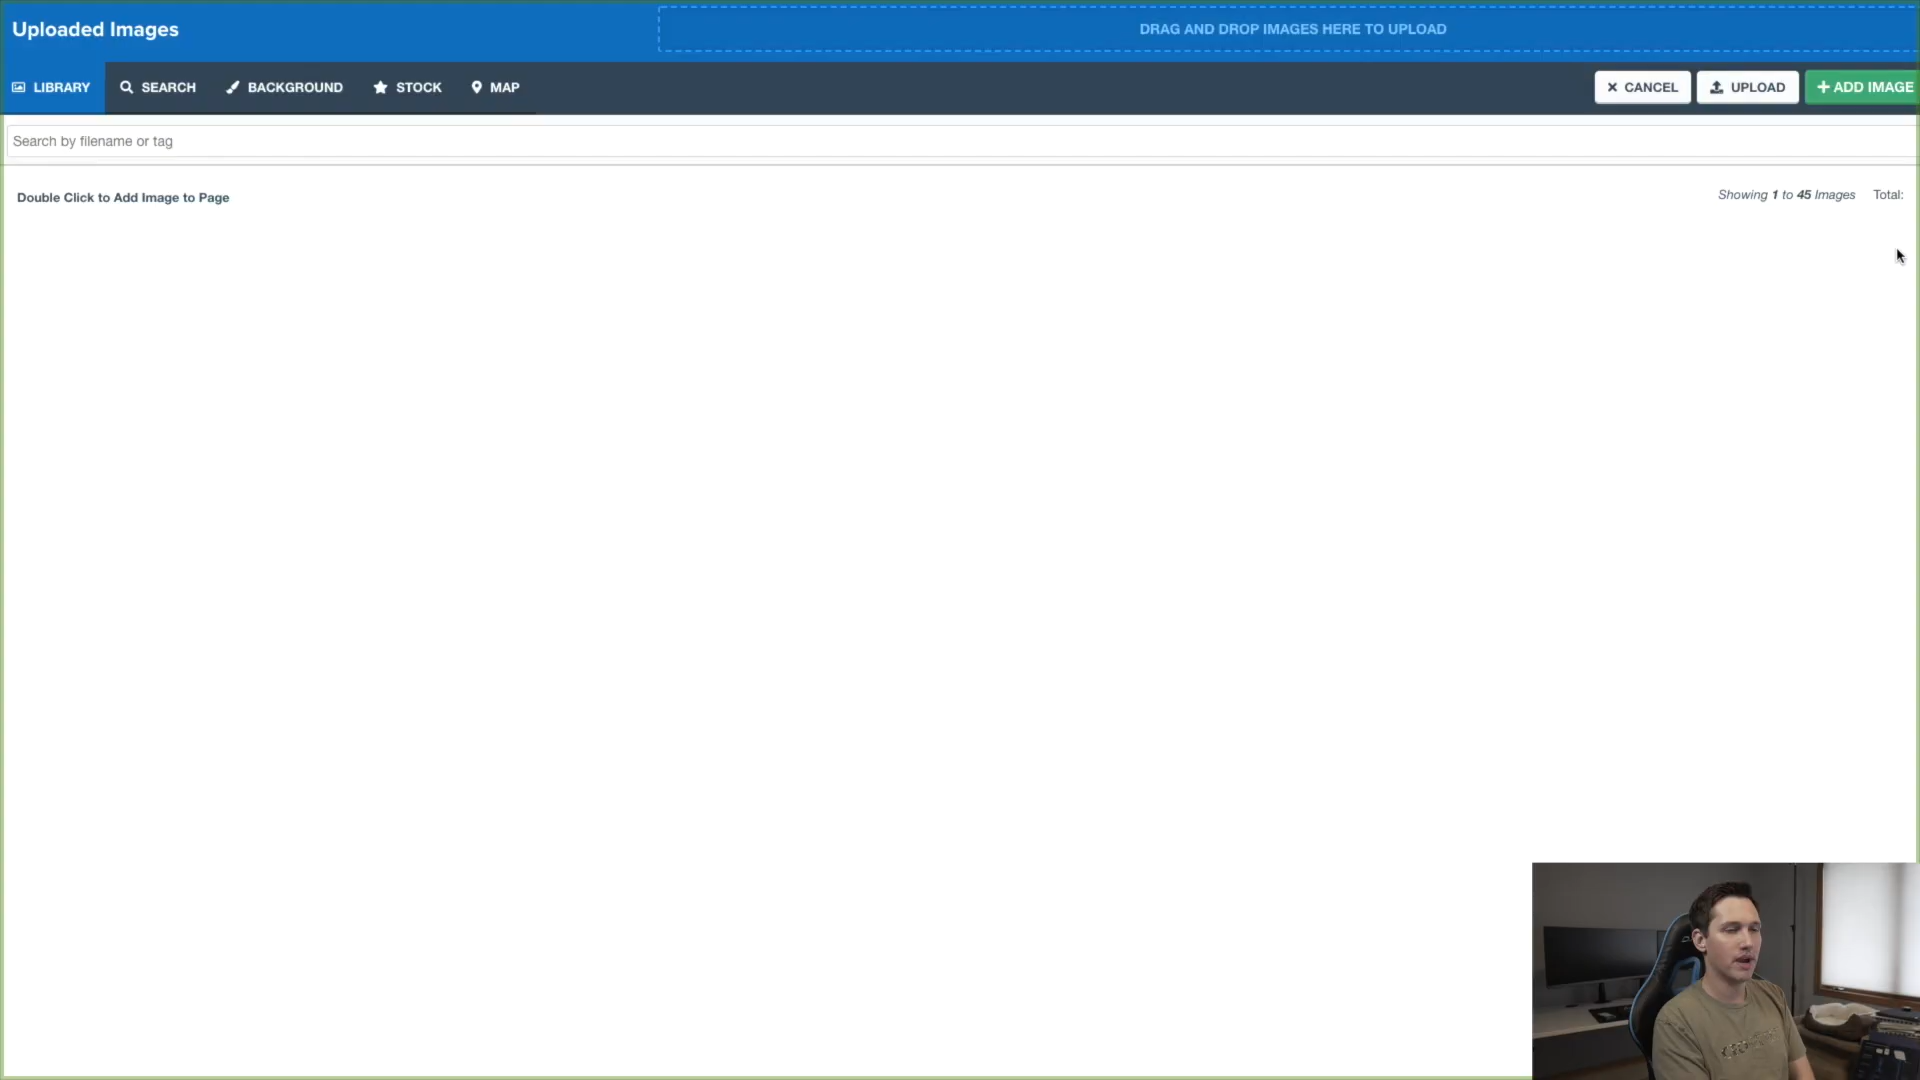 Uploaded Images
DRAG AND DROP IMAGES HERE TO UPLOAD
LIBRARY
SEARCH
BACKGROUND
STOCK
MAP
CANCEL
UPLOAD
ADD IMAGE
Search by filename or tag
Double Click to Add Image to Page
Showing 1 to 45 Images
Total: